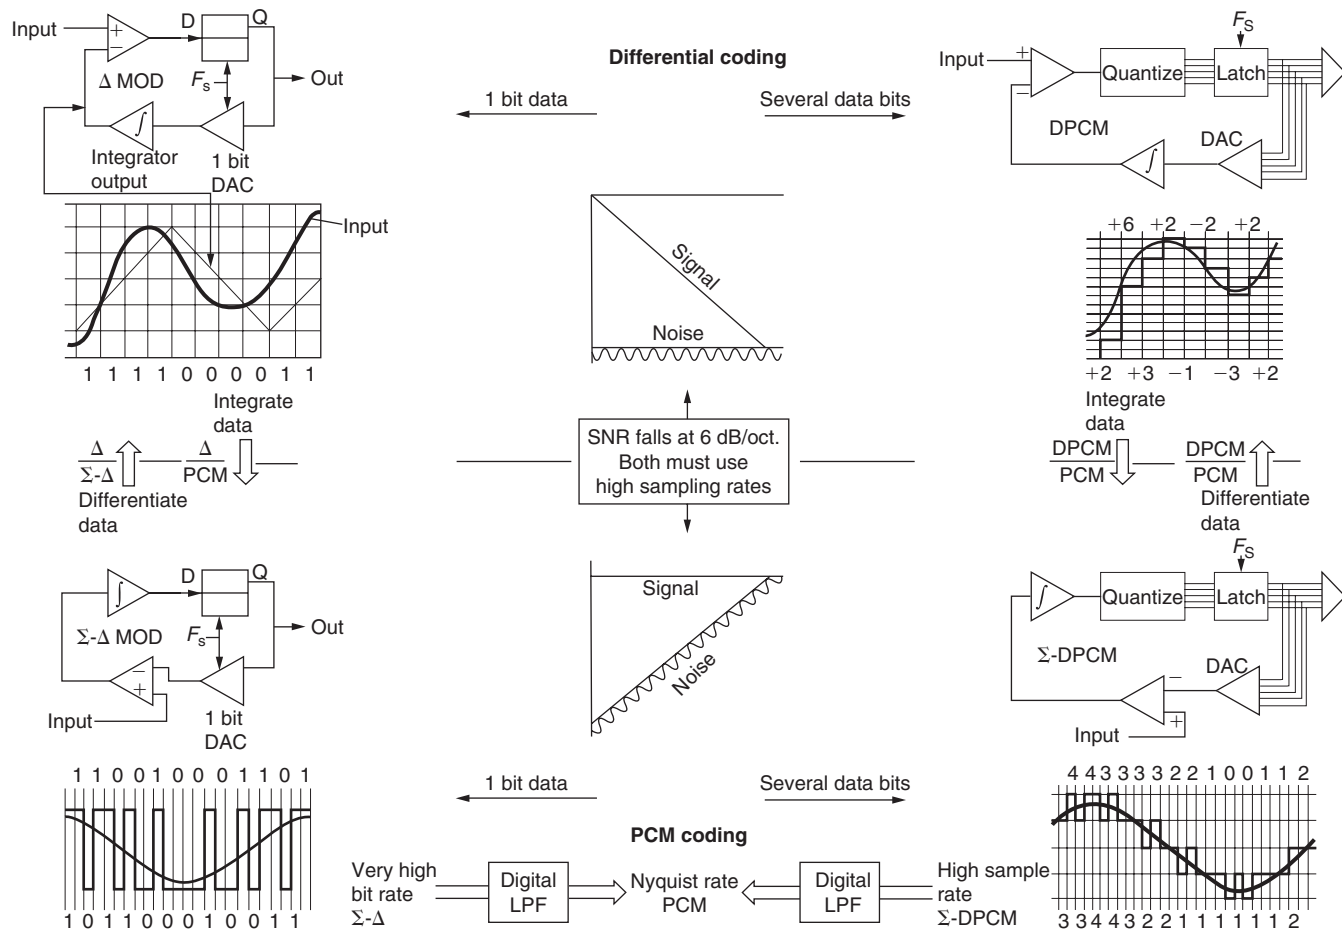 Input
+
−
D
Q
Δ MOD
Fs
Out
∫
Integrator
output
1 bit
DAC
Input
1 1 1 1 0 0 0 0 1 1
Integrate
data
Δ
Σ-Δ
Δ
PCM
Differentiate
data
∫
D
Q
Σ-Δ MOD
Fs
Out
−
+
Input
1 bit
DAC
1 1 0 0 1 0 0 0 1 1 0 1
1 0 1 0 1 0 0 0 1 0 1 1
Differential coding
1 bit data
Several data bits
Signal
Noise
SNR falls at 6 dB/oct.
Both must use
high sampling rates
Signal
Noise
1 bit data
Several data bits
PCM coding
Very high
bit rate
Σ-Δ
Digital
LPF
Nyquist rate
PCM
Digital
LPF
High sample
rate
Σ-DPCM
FS
Input
+
−
Quantize
Latch
DPCM
DAC
∫
+6 +2 −2 +2
+2 +3 −1 −3 +2
Integrate
data
DPCM
PCM
DPCM
PCM
Differentiate
data
FS
∫
Quantize
Latch
Σ-DPCM
DAC
−
+
Input
4 4 3 3 3 3 2 2 1 0 0 1 1 2
3 3 4 4 3 2 2 1 1 1 1 1 1 2